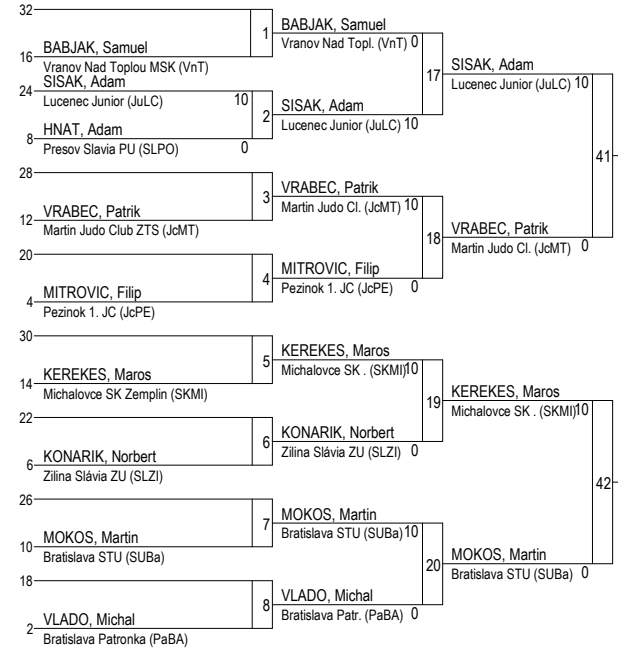 32
1
BABJAK, Samuel
Vranov Nad Topl. (VnT) 0
16
BABJAK, Samuel
Vranov Nad Toplou MSK (VnT)
17
SISAK, Adam
Lucenec Junior (JuLC) 10
24
SISAK, Adam
Lucenec Junior (JuLC) 10
2
SISAK, Adam
Lucenec Junior (JuLC) 10
8
HNAT, Adam
Presov Slavia PU (SLPO) 0
41
28
3
VRABEC, Patrik
Martin Judo Cl. (JcMT) 10
12
VRABEC, Patrik
Martin Judo Club ZTS (JcMT)
18
VRABEC, Patrik
Martin Judo Cl. (JcMT) 0
20
4
MITROVIC, Filip
Pezinok 1. JC (JcPE) 0
4
MITROVIC, Filip
Pezinok 1. JC (JcPE)
30
5
KEREKES, Maros
Michalovce SK . (SKMI)10
14
KEREKES, Maros
Michalovce SK Zemplin (SKMI)
19
KEREKES, Maros
Michalovce SK . (SKMI)10
22
6
KONARIK, Norbert
Zilina Slávia ZU (SLZI) 0
6
KONARIK, Norbert
Zilina Slávia ZU (SLZI)
42
26
7
MOKOS, Martin
Bratislava STU (SUBa) 10
10
MOKOS, Martin
Bratislava STU (SUBa)
20
MOKOS, Martin
Bratislava STU (SUBa) 0
18
8
VLADO, Michal
Bratislava Patr. (PaBA) 0
2
VLADO, Michal
Bratislava Patronka (PaBA)